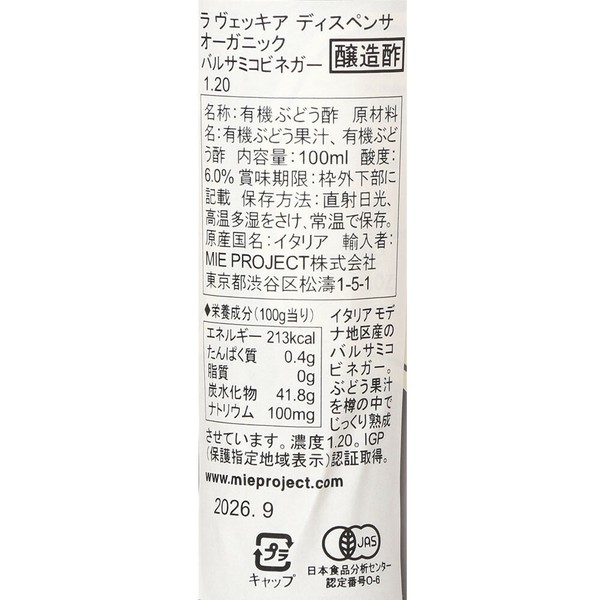 ラ ヴェッキア ディスペンサ
オーガニック
バルサミコビネガー
1.20
醸造酢
名称：有機ぶどう酢 原材料
名：有機ぶどう果汁、有機ぶど
う酢 内容量：100ml 酸度：
6.0% 賞味期限：枠外下部に
記載 保存方法：直射日光、
高温多湿をさけ、常温で保存。
原産国名：イタリア 輸入者：
MIE PROJECT株式会社
東京都渋谷区松濤1-5-1
◆栄養成分（100g当り）
エネルギー 213kcal
たんぱく質 0.4g
脂質 0g
炭水化物 41.8g
ナトリウム 100mg
イタリア モデ
ナ地区産の
バルサミコ
ビネガー。
ぶどう果汁
を樽の中で
じっくり熟成
させています。濃度1.20。IGP
（保護指定地域表示）認証取得。
www.mieproject.com
2026. 9
プラ
キャップ
JAS
日本食品分析センター
認定番号O-6